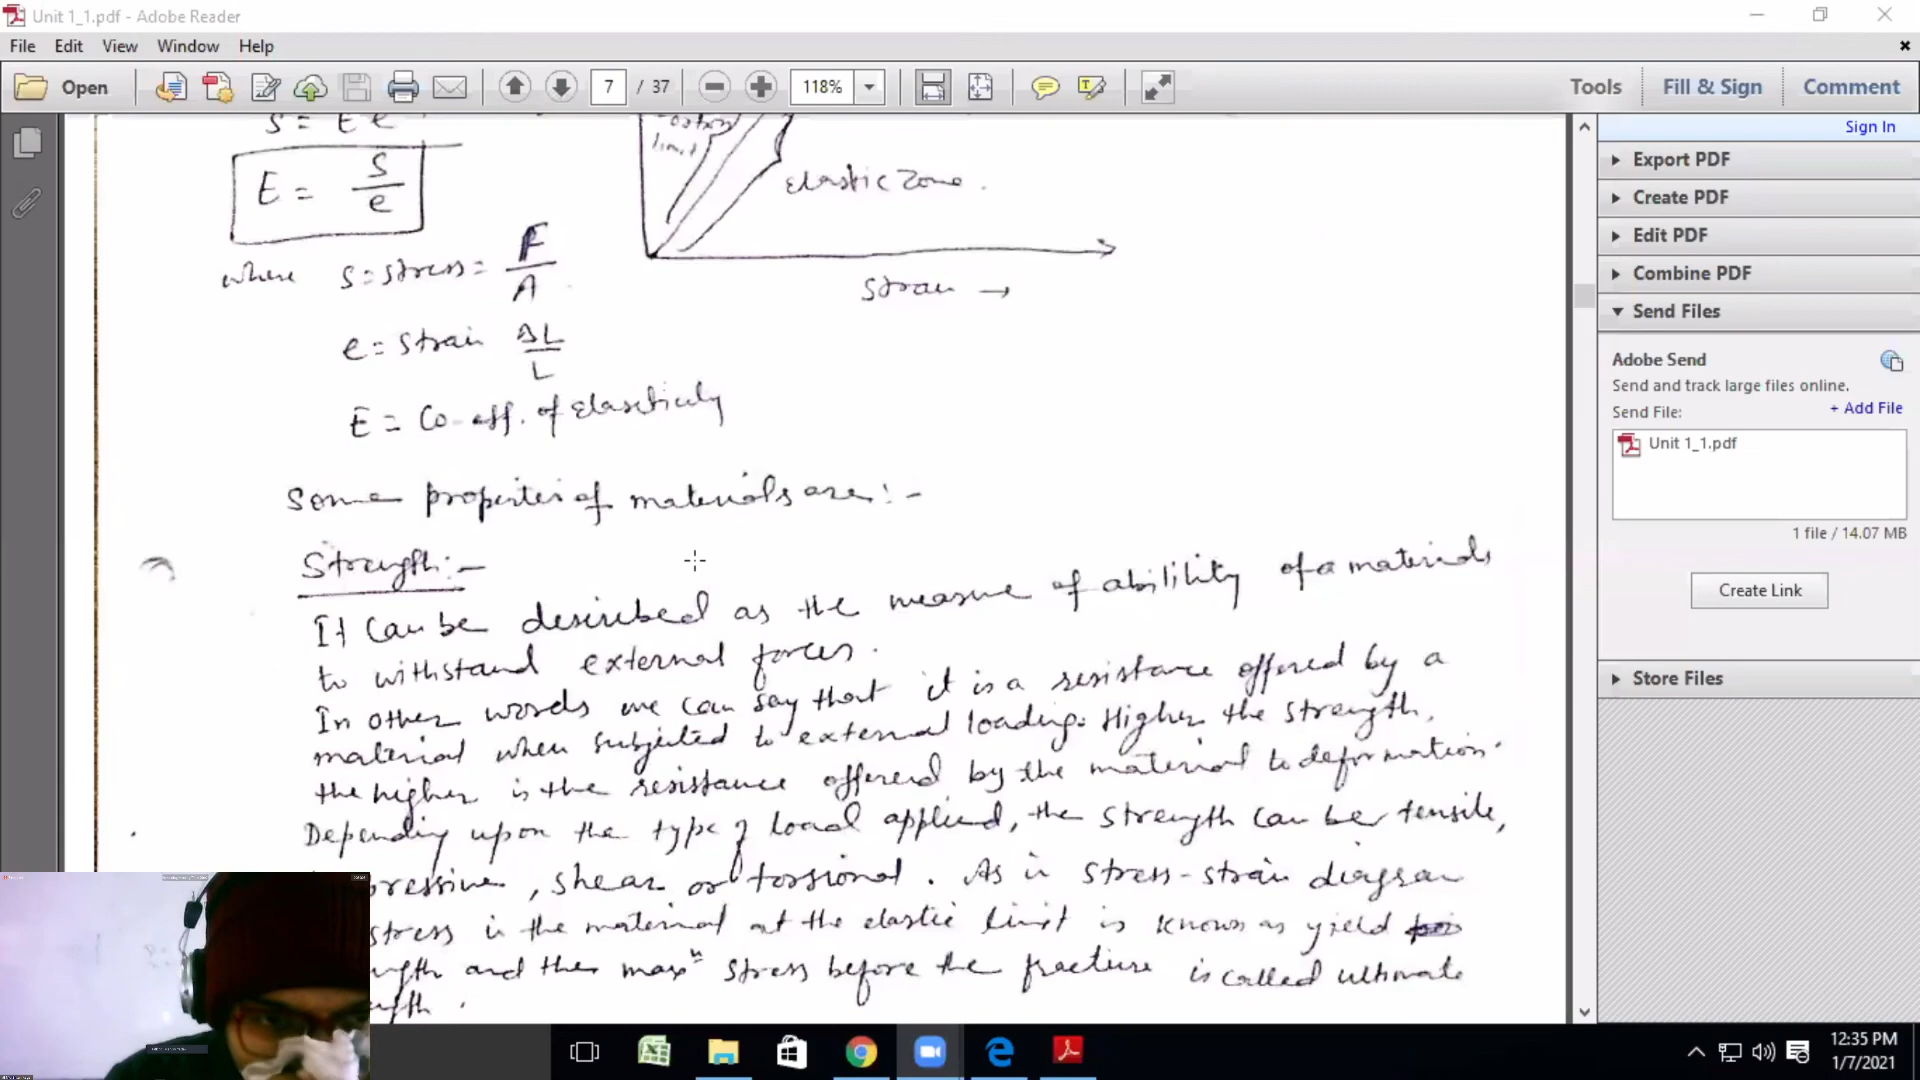 Unit 1_1.pdf - Adobe Reader
File Edit View Window Help
Open 7 / 37 118% Tools Fill & Sign Comment
Sign In
Export PDF
Create PDF
Edit PDF
Combine PDF
Send Files
Adobe Send
Send and track large files online.
Send File: + Add File
Unit 1_1.pdf
1 file / 14.07 MB
Create Link
Store Files
S = E e
E = S/e
limit
Elastic Zone.
where S = stress = F/A
strain →
e = strain ΔL/L
E = Co-eff. of Elasticity
Some properties of materials are:-
Strength:-
It can be described as the measure of ability of a materials
to withstand external forces.
In other words we can say that it is a resistance offered by a
material when subjected to external loading. Higher the strength,
the higher is the resistance offered by the material to deformation.
Depending upon the type of load applied, the strength can be tensile,
pressive, shear or torsional. As in stress-strain diagram
stress in the material at the elastic limit is known as yield
ngth and the maxm stress before the fracture is called ultimate
ngth.
12:35 PM
1/7/2021